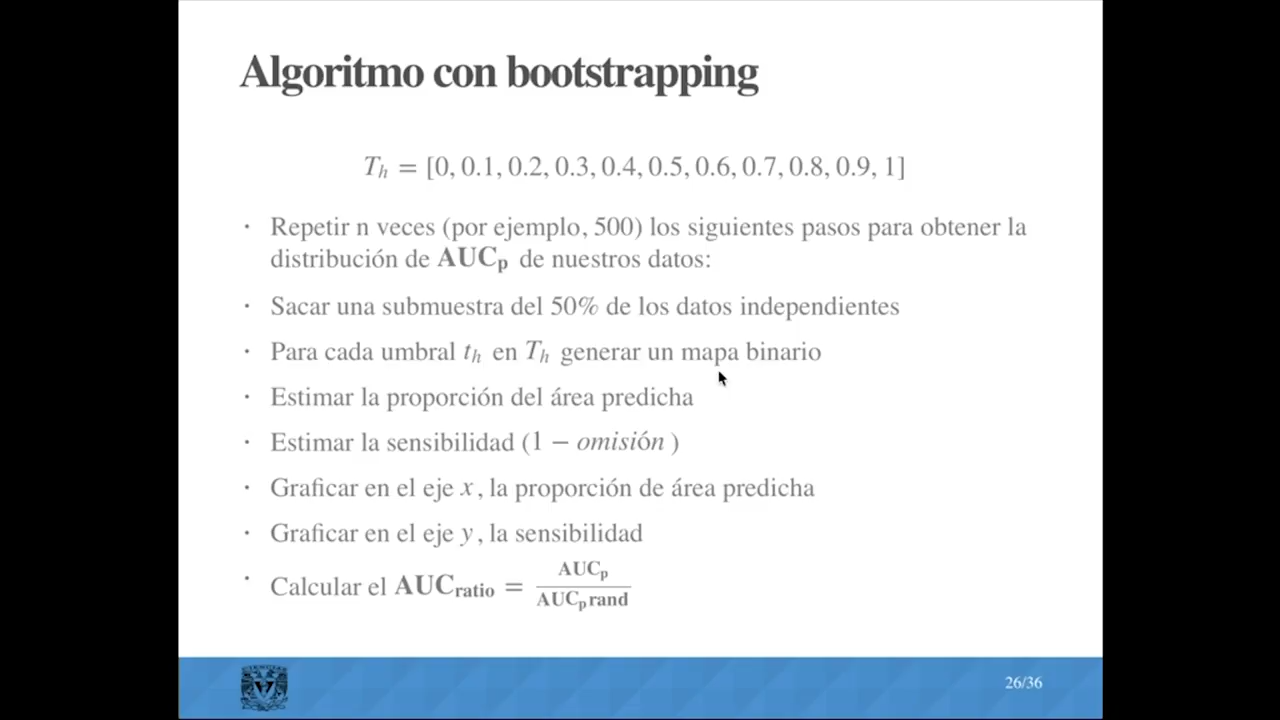 Algoritmo con bootstrapping
Tₕ = [0, 0.1, 0.2, 0.3, 0.4, 0.5, 0.6, 0.7, 0.8, 0.9, 1]
· Repetir n veces (por ejemplo, 500) los siguientes pasos para obtener la
distribución de AUCₚ de nuestros datos:
· Sacar una submuestra del 50% de los datos independientes
· Para cada umbral tₕ en Tₕ generar un mapa binario
· Estimar la proporción del área predicha
· Estimar la sensibilidad (1 − omisión )
· Graficar en el eje x, la proporción de área predicha
· Graficar en el eje y, la sensibilidad
· Calcular el AUC_ratio = AUCₚ / AUCₚrand
26/36